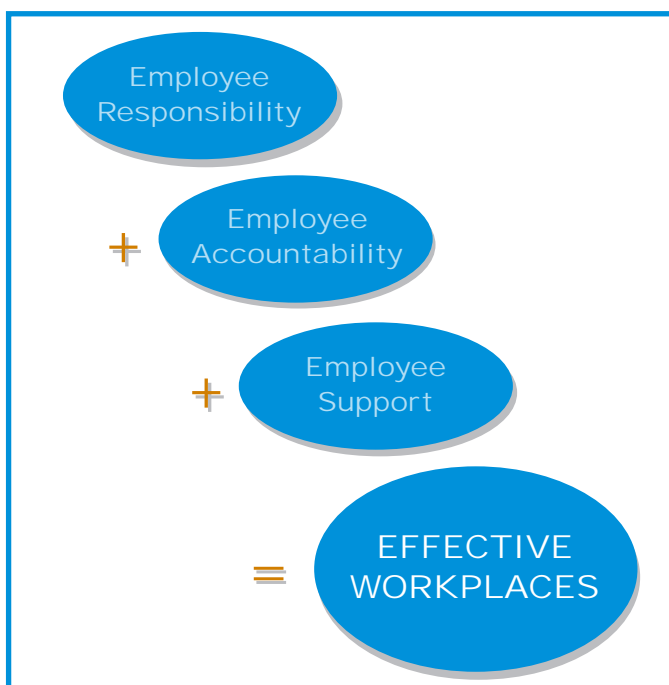 Employee
Responsibility
+
Employee
Accountability
+
Employee
Support
=
EFFECTIVE
WORKPLACES